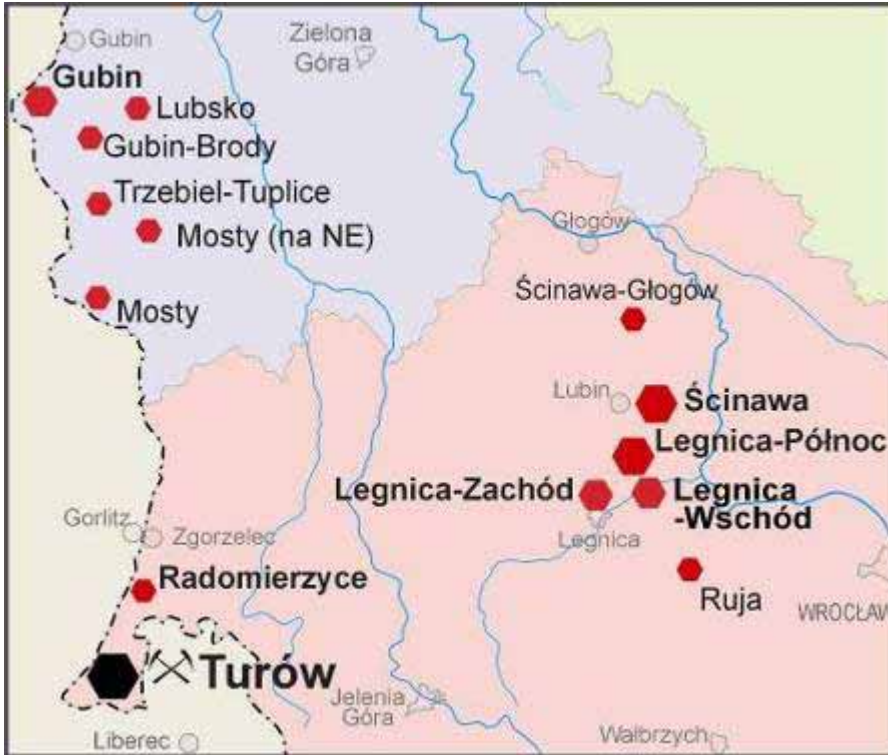 Gubin
Zielona
Góra
Gubin
Lubsko
Gubin-Brody
Trzebiel-Tuplice
Mosty (na NE)
Głogów
Ścinawa-Głogów
Mosty
Lubin
Ścinawa
Legnica-Północ
Legnica-Zachód
Legnica
-Wschód
Gorlitz
Zgorzelec
Legnica
Radomierzyce
Ruja
WROCŁAW
Turów
Jelenia
Góra
Liberec
Wałbrzych